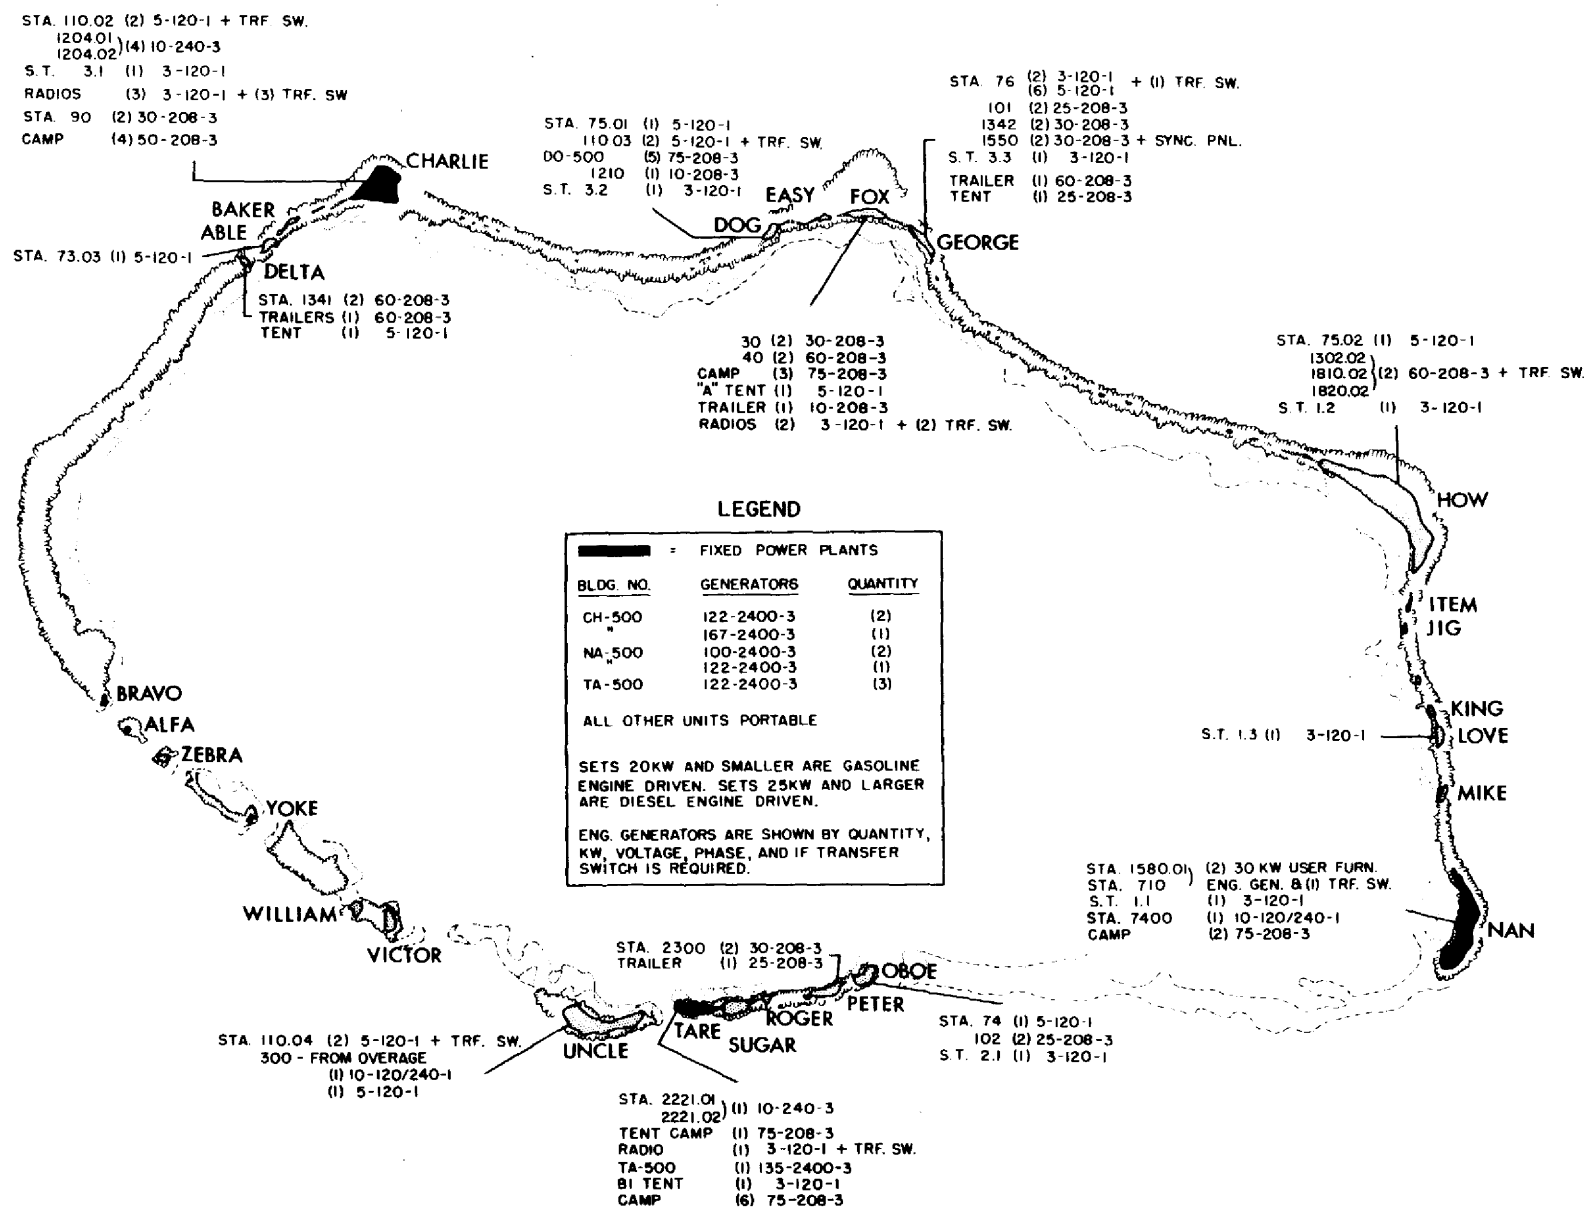 STA. 110.02 (2) 5-120-1 + TRF. SW.
1204.01
1204.02 } (4) 10-240-3
S.T. 3.1 (1) 3-120-1
RADIOS (3) 3-120-1 + (3) TRF. SW
STA. 90 (2) 30-208-3
CAMP (4) 50-208-3
CHARLIE
BAKER
ABLE
STA. 73.03 (1) 5-120-1
DELTA
STA. 1341 (2) 60-208-3
TRAILERS (1) 60-208-3
TENT (1) 5-120-1
STA. 75.01 (1) 5-120-1
110.03 (2) 5-120-1 + TRF. SW.
DO-500 (5) 75-208-3
1210 (1) 10-208-3
S.T. 3.2 (1) 3-120-1
EASY
DOG
FOX
STA. 76 (2) 3-120-1
(6) 5-120-1 + (1) TRF. SW.
101 (2) 25-208-3
1342 (2) 30-208-3
1550 (2) 30-208-3 + SYNC. PNL.
S.T. 3.3 (1) 3-120-1
TRAILER (1) 60-208-3
TENT (1) 25-208-3
GEORGE
30 (2) 30-208-3
40 (2) 60-208-3
CAMP (3) 75-208-3
"A" TENT (1) 5-120-1
TRAILER (1) 10-208-3
RADIOS (2) 3-120-1 + (2) TRF. SW.
STA. 75.02 (1) 5-120-1
1302.02
1810.02 } (2) 60-208-3 + TRF. SW.
1820.02
S.T. 1.2 (1) 3-120-1
HOW
ITEM
JIG
KING
LOVE
S.T. 1.3 (1) 3-120-1
MIKE
LEGEND
= FIXED POWER PLANTS
BLDG. NO. GENERATORS QUANTITY
CH-500 122-2400-3 (2)
" 167-2400-3 (1)
NA-500 100-2400-3 (2)
" 122-2400-3 (1)
TA-500 122-2400-3 (3)
ALL OTHER UNITS PORTABLE
SETS 20KW AND SMALLER ARE GASOLINE
ENGINE DRIVEN. SETS 25KW AND LARGER
ARE DIESEL ENGINE DRIVEN.
ENG. GENERATORS ARE SHOWN BY QUANTITY,
KW, VOLTAGE, PHASE, AND IF TRANSFER
SWITCH IS REQUIRED.
BRAVO
ALFA
ZEBRA
YOKE
WILLIAM
VICTOR
STA. 1580.01 } (2) 30 KW USER FURN.
STA. 710 ENG. GEN. & (1) TRF. SW.
S.T. 1.1 (1) 3-120-1
STA. 7400 (1) 10-120/240-1
CAMP (2) 75-208-3
NAN
STA. 2300 (2) 30-208-3
TRAILER (1) 25-208-3
OBOE
PETER
ROGER
TARE
SUGAR
UNCLE
STA. 110.04 (2) 5-120-1 + TRF. SW.
300 - FROM OVERAGE
(1) 10-120/240-1
(1) 5-120-1
STA. 74 (1) 5-120-1
102 (2) 25-208-3
S.T. 2.1 (1) 3-120-1
STA. 2221.01
2221.02 } (1) 10-240-3
TENT CAMP (1) 75-208-3
RADIO (1) 3-120-1 + TRF. SW.
TA-500 (1) 135-2400-3
BI TENT (1) 3-120-1
CAMP (6) 75-208-3